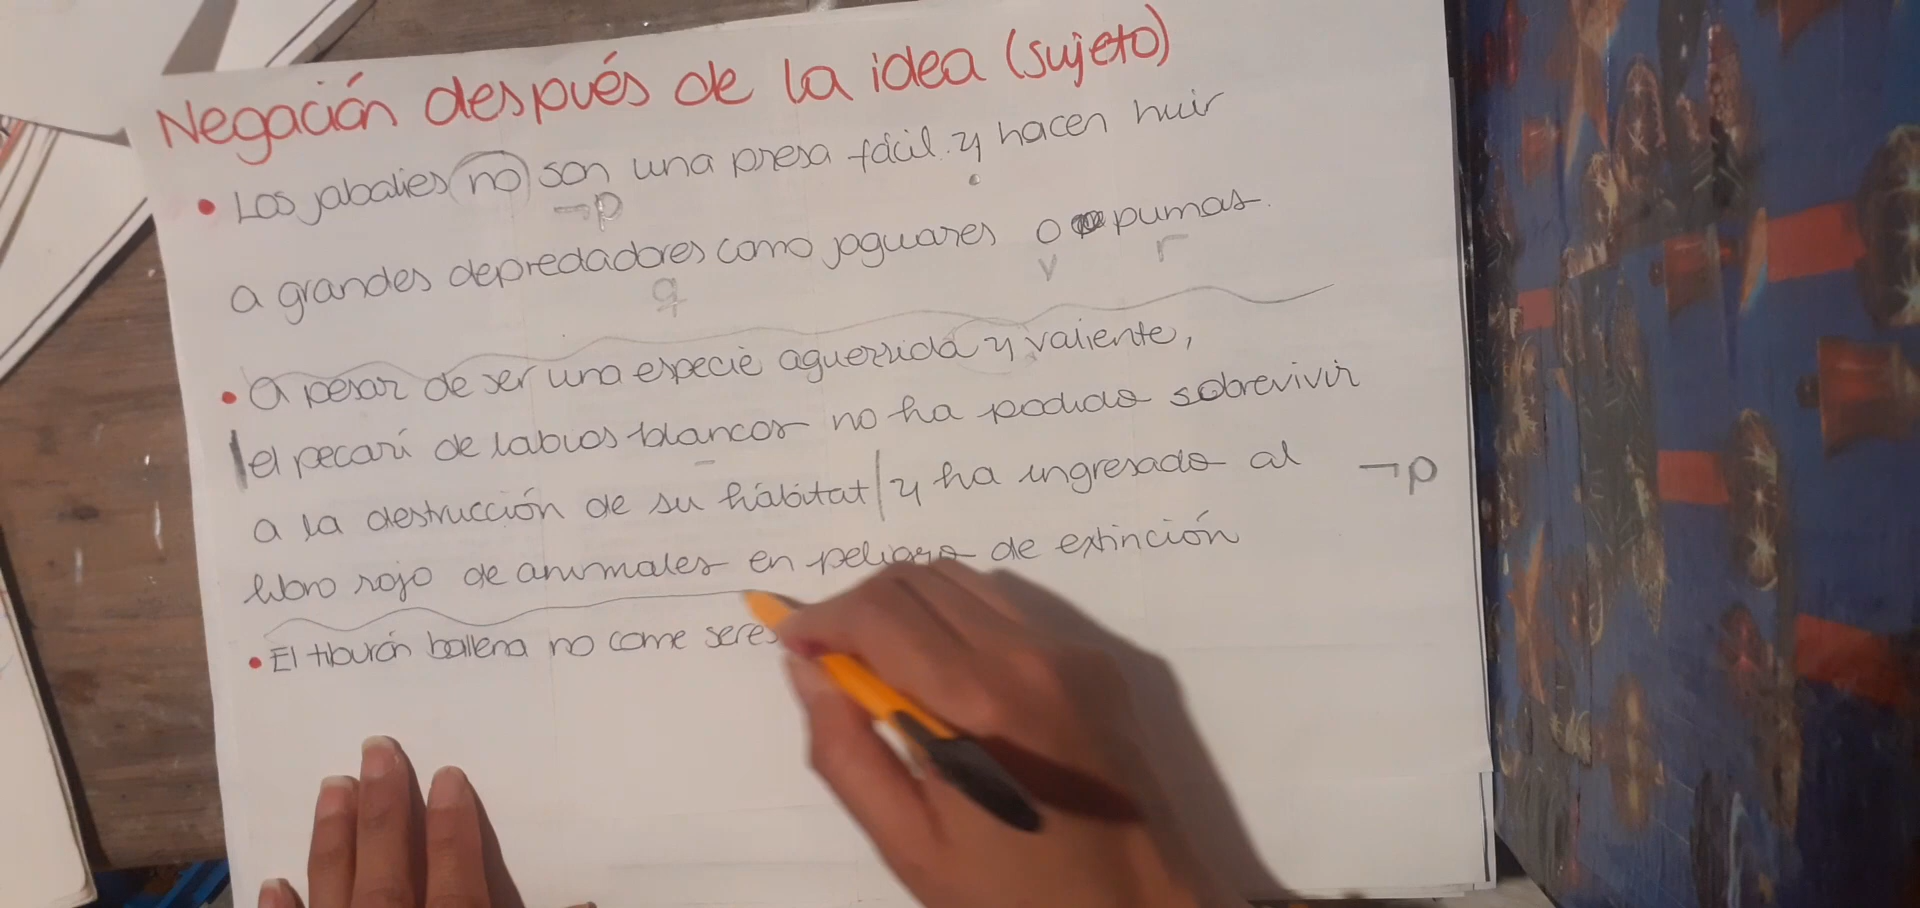 Negación después de la idea (sujeto)
• Los jabalíes no son una presa fácil. y hacen huir
¬p
a grandes depredadores como jaguares o pumas.
q v r
• A pesar de ser una especie aguerrida y valiente,
el pecarí de labios blancos no ha podido sobrevivir
a la destrucción de su hábitat / y ha ingresado al ¬p
libro rojo de animales en peligro de extinción
• El tiburón ballena no come seres